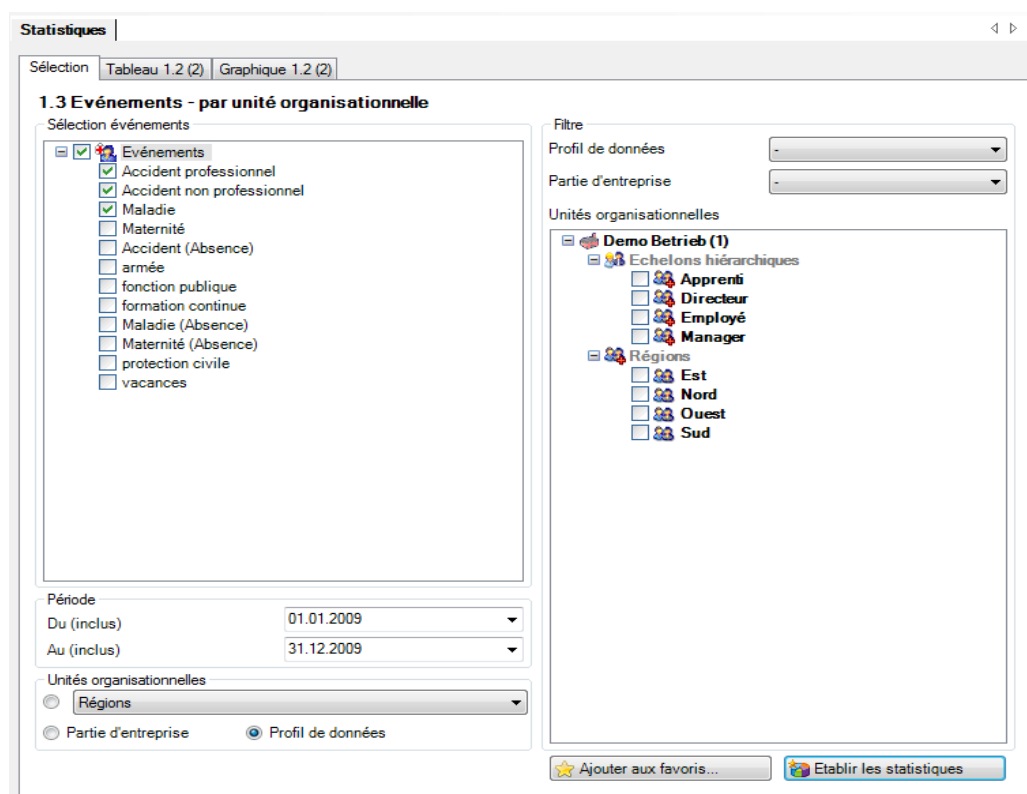 Statistiques
Sélection
Tableau 1.2 (2)
Graphique 1.2 (2)
1.3 Evénements - par unité organisationnelle
Sélection événements
Evénements
Accident professionnel
Accident non professionnel
Maladie
Maternité
Accident (Absence)
armée
fonction publique
formation continue
Maladie (Absence)
Maternité (Absence)
protection civile
vacances
Période
Du (inclus) 01.01.2009
Au (inclus) 31.12.2009
Unités organisationnelles
Régions
Partie d'entreprise
Profil de données
Filtre
Profil de données -
Partie d'entreprise -
Unités organisationnelles
Demo Betrieb (1)
Echelons hiérarchiques
Apprenti
Directeur
Employé
Manager
Régions
Est
Nord
Ouest
Sud
Ajouter aux favoris...
Etablir les statistiques